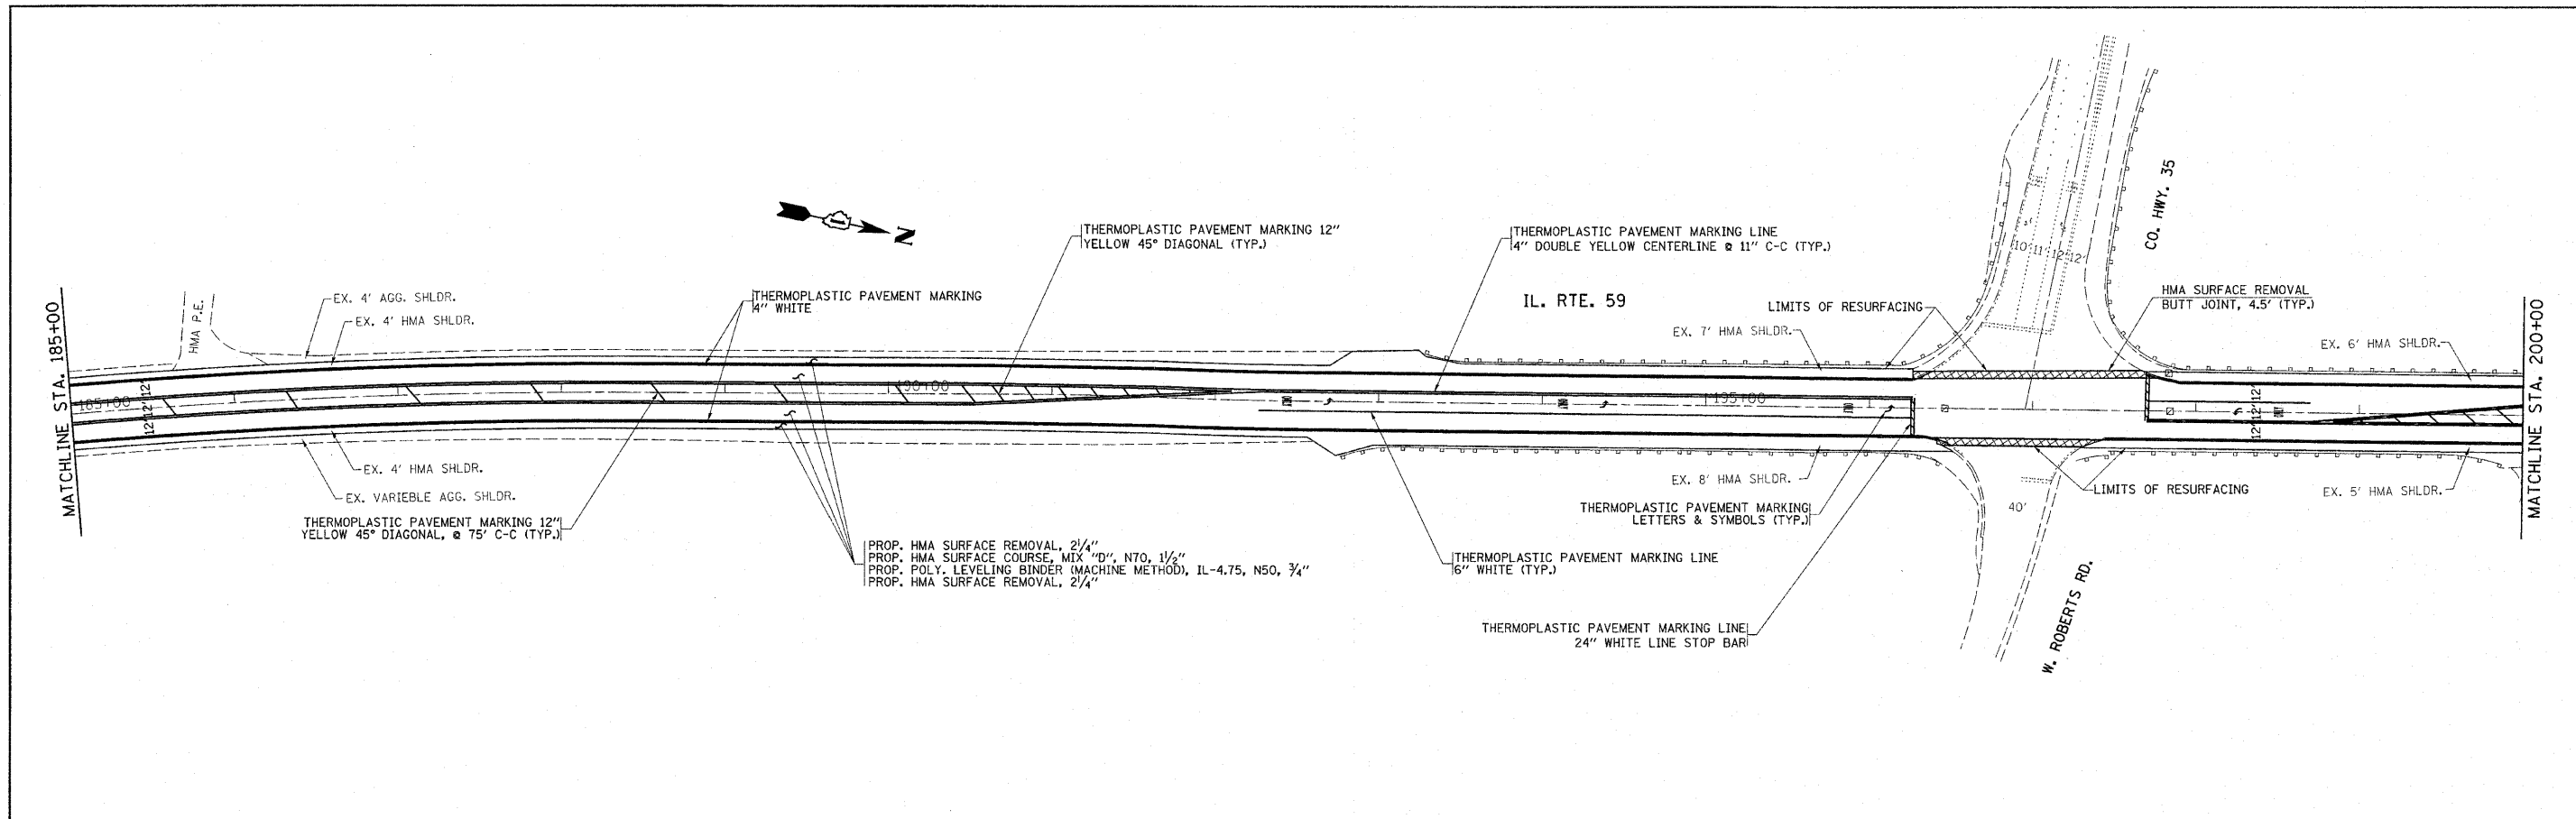 MATCHLINE STA. 185+00
HMA P.E.
EX. 4' AGG. SHLDR.
EX. 4' HMA SHLDR.
THERMOPLASTIC PAVEMENT MARKING
4" WHITE
N
THERMOPLASTIC PAVEMENT MARKING 12"
YELLOW 45° DIAGONAL (TYP.)
THERMOPLASTIC PAVEMENT MARKING LINE
4" DOUBLE YELLOW CENTERLINE @ 11" C-C (TYP.)
IL. RTE. 59
LIMITS OF RESURFACING
EX. 7' HMA SHLDR.
10' 11' 12' 12'
CO. HWY. 35
HMA SURFACE REMOVAL
BUTT JOINT, 4.5' (TYP.)
EX. 6' HMA SHLDR.
MATCHLINE STA. 200+00
185+00
12' 12' 12'
190+00
195+00
12' 12' 12'
EX. 4' HMA SHLDR.
EX. VARIEBLE AGG. SHLDR.
THERMOPLASTIC PAVEMENT MARKING 12"
YELLOW 45° DIAGONAL, @ 75' C-C (TYP.)
PROP. HMA SURFACE REMOVAL, 2¼"
PROP. HMA SURFACE COURSE, MIX "D", N70, 1½"
PROP. POLY. LEVELING BINDER (MACHINE METHOD), IL-4.75, N50, ¾"
PROP. HMA SURFACE REMOVAL, 2¼"
EX. 8' HMA SHLDR.
THERMOPLASTIC PAVEMENT MARKING
LETTERS & SYMBOLS (TYP.)
THERMOPLASTIC PAVEMENT MARKING LINE
6" WHITE (TYP.)
THERMOPLASTIC PAVEMENT MARKING LINE
24" WHITE LINE STOP BAR
40'
LIMITS OF RESURFACING
EX. 5' HMA SHLDR.
W. ROBERTS RD.